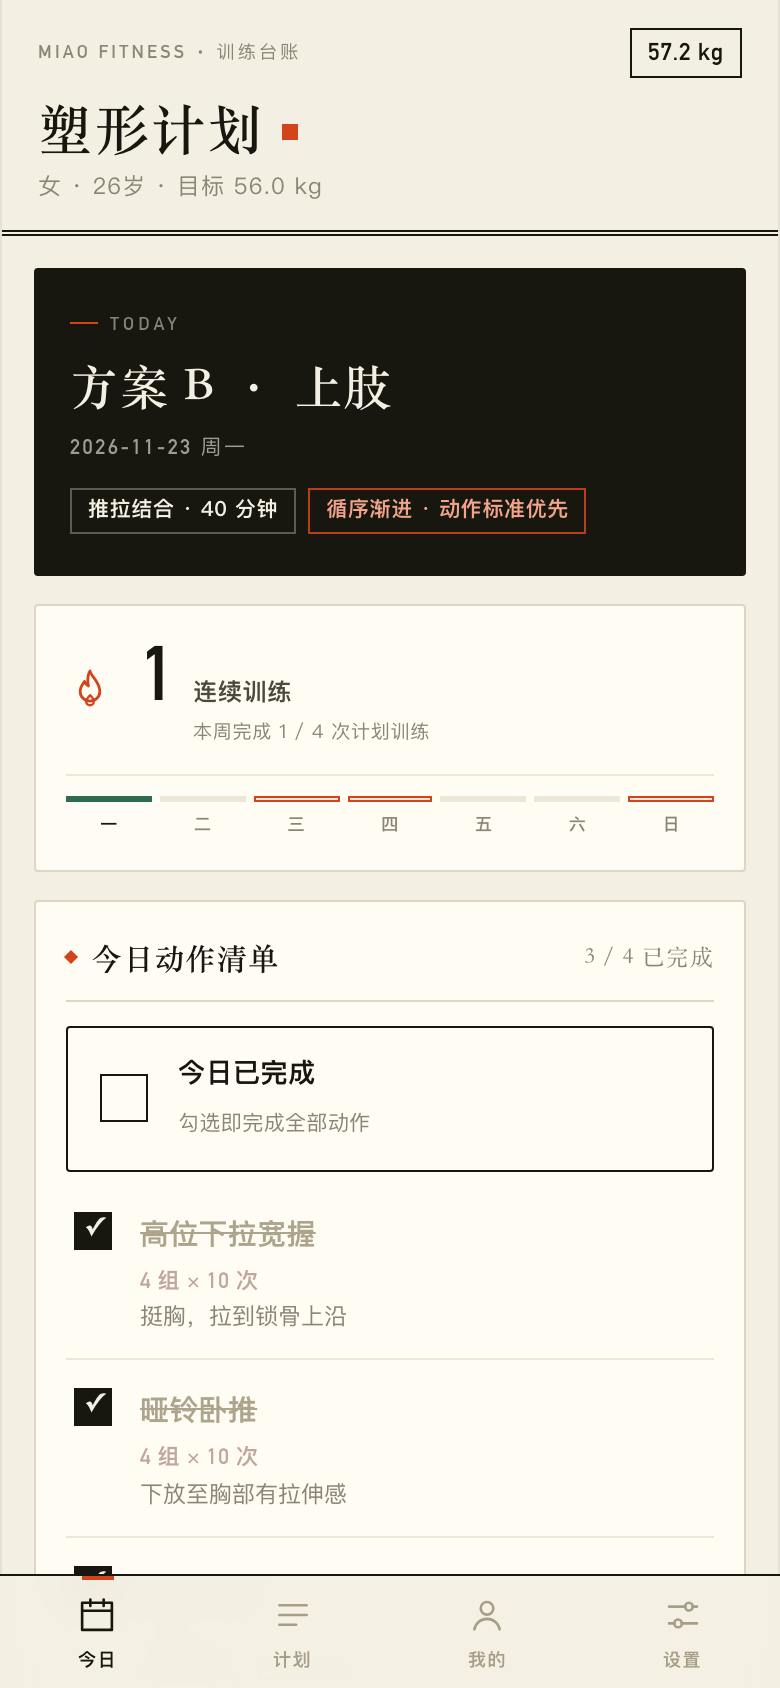 MIAO FITNESS · 训练台账
57.2 kg
塑形计划
女 · 26岁 · 目标 56.0 kg
TODAY
方案 B · 上肢
2026-11-23 周一
推拉结合 · 40 分钟
循序渐进 · 动作标准优先
1 连续训练
本周完成 1 / 4 次计划训练
一 二 三 四 五 六 日
今日动作清单
3 / 4 已完成
今日已完成
勾选即完成全部动作
高位下拉宽握
4 组 × 10 次
挺胸，拉到锁骨上沿
哑铃卧推
4 组 × 10 次
下放至胸部有拉伸感
今日 计划 我的 设置